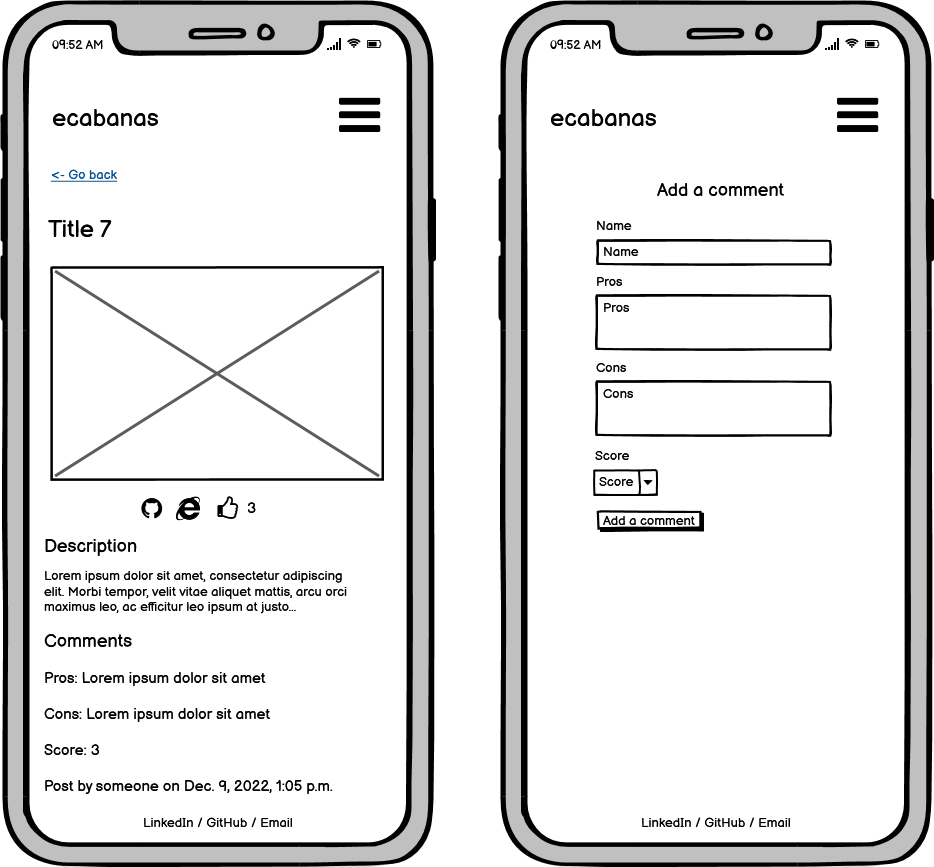 09:52 AM
ecabanas
<- Go back
Title 7
3
Description
Lorem ipsum dolor sit amet, consectetur adipiscing
elit. Morbi tempor, velit vitae aliquet mattis, arcu orci
maximus leo, ac efficitur leo ipsum at justo...
Comments
Pros: Lorem ipsum dolor sit amet
Cons: Lorem ipsum dolor sit amet
Score: 3
Post by someone on Dec. 9, 2022, 1:05 p.m.
LinkedIn / GitHub / Email
09:52 AM
ecabanas
Add a comment
Name
Name
Pros
Pros
Cons
Cons
Score
Score
Add a comment
LinkedIn / GitHub / Email